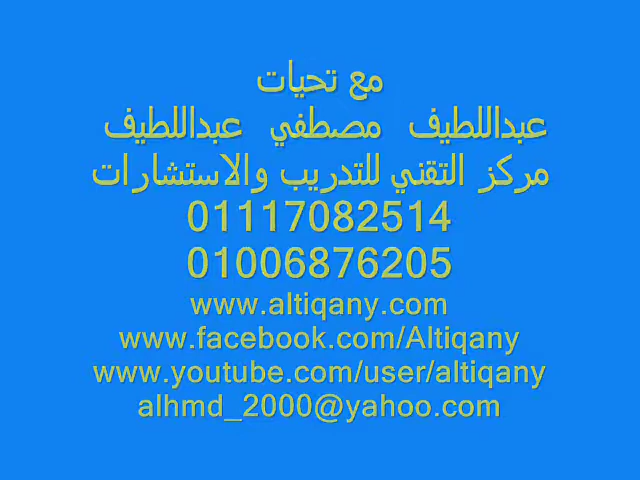 مع تحيات
عبداللطيف مصطفي عبداللطيف
مركز التقني للتدريب والاستشارات
01117082514
01006876205
www.altiqany.com
www.facebook.com/Altiqany
www.youtube.com/user/altiqany
alhmd_2000@yahoo.com